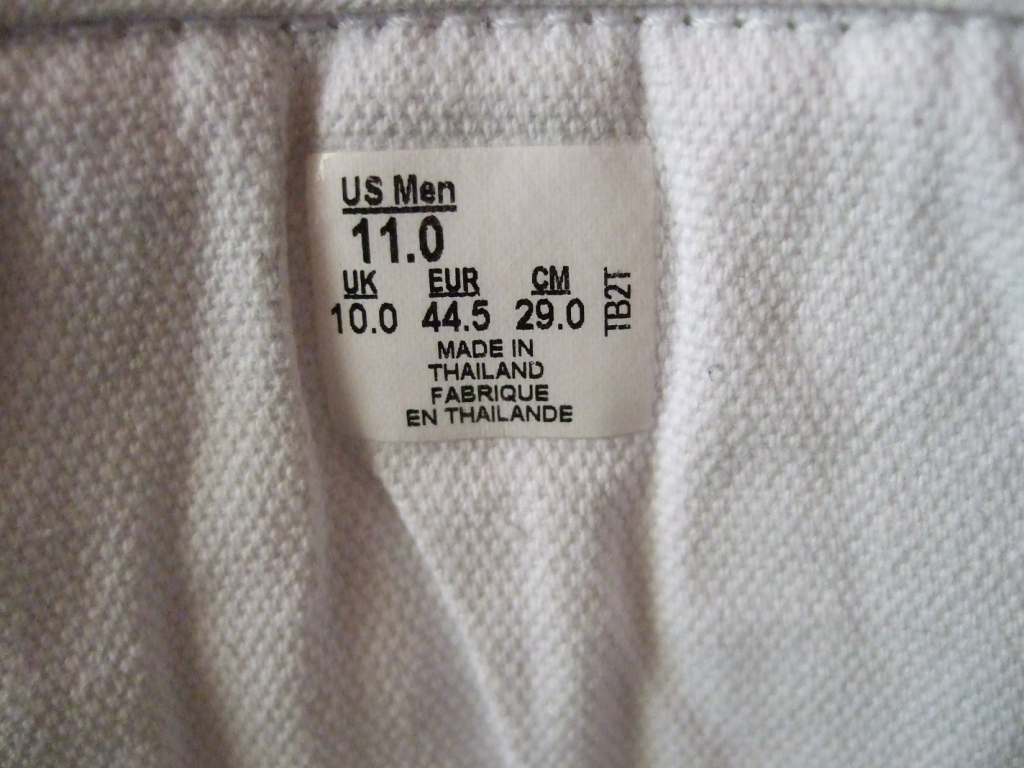 US Men
11.0
UK EUR CM
10.0 44.5 29.0
TB2T
MADE IN
THAILAND
FABRIQUE
EN THAILANDE